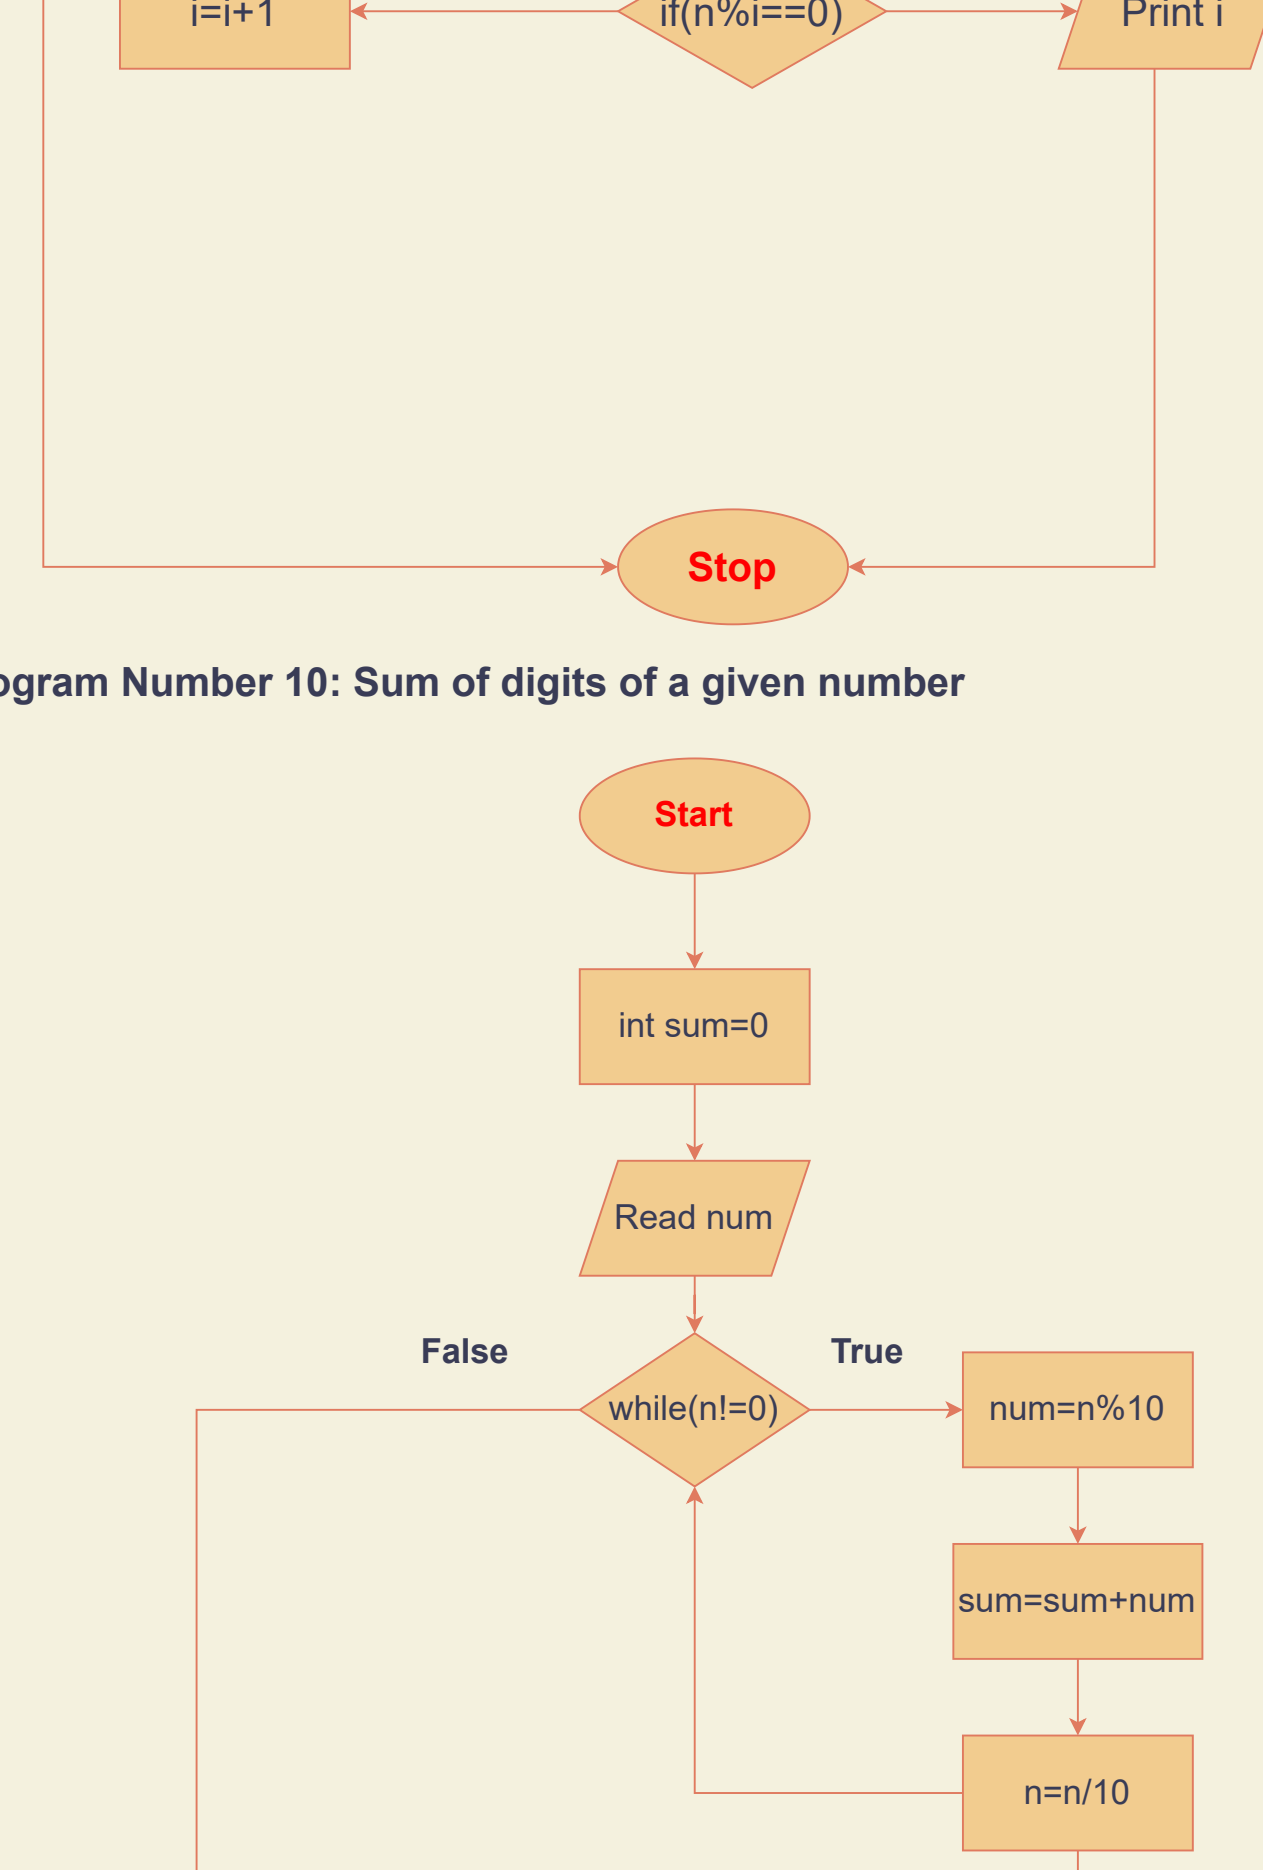 i=i+1
if(n%i==0)
Print i
Stop
ogram Number 10: Sum of digits of a given number
Start
int sum=0
Read num
False
True
while(n!=0)
num=n%10
sum=sum+num
n=n/10